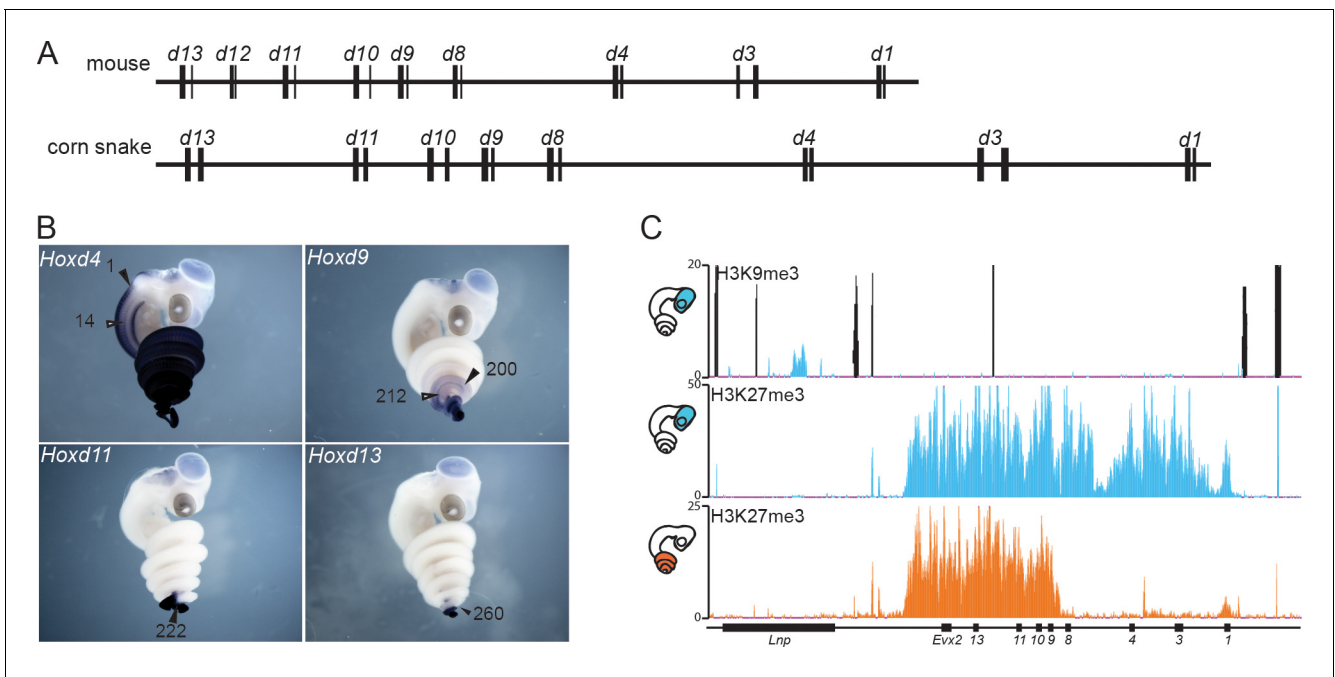 A
mouse
d13 d12 d11 d10 d9 d8 d4 d3 d1
corn snake
d13 d11 d10 d9 d8 d4 d3 d1
B
Hoxd4
1
14
Hoxd9
200
212
Hoxd11
222
Hoxd13
260
C
20
H3K9me3
0
50
H3K27me3
0
25
H3K27me3
0
Lnp Evx2 13 11 10 9 8 4 3 1